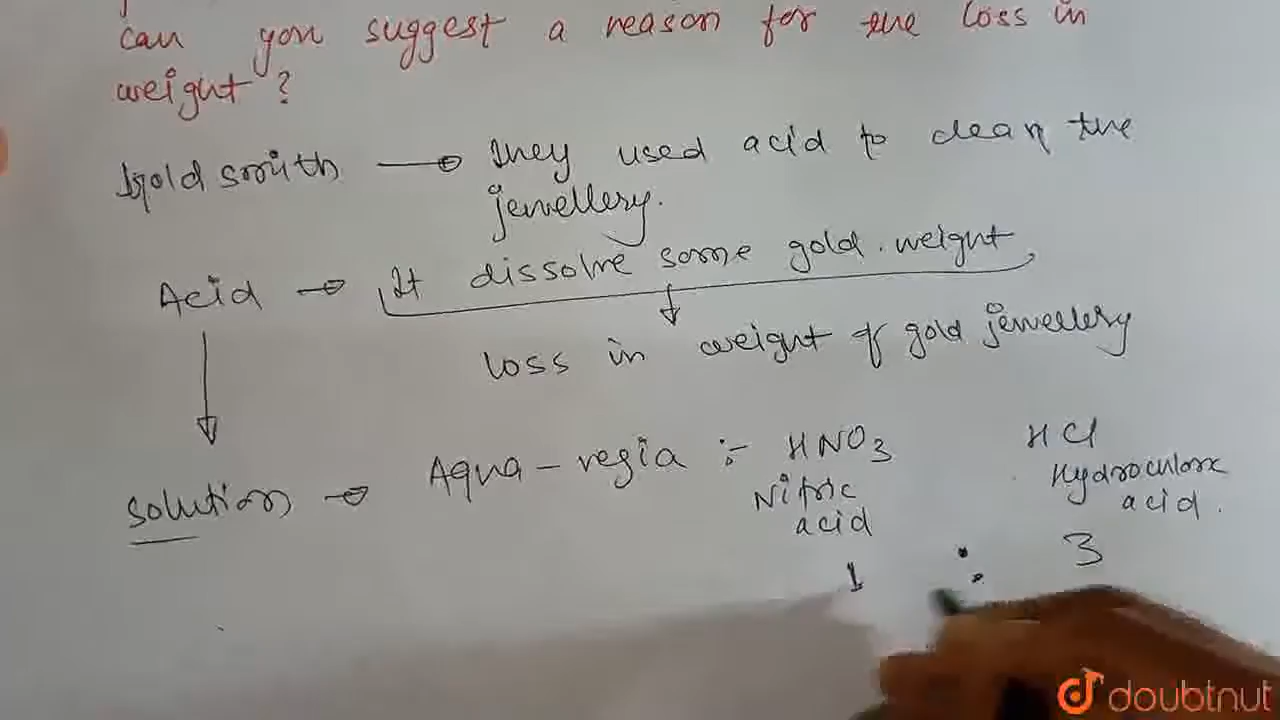 can you suggest a reason for the loss in
weight ?
Goldsmith → They used acid to clean the
jewellery.
Acid → It dissolve some gold. weight
loss in weight of gold jewellery
Solution → Aqua-regia :- HNO3 HCl
Nitric acid Hydrochloric acid.
1 : 3
doubtnut